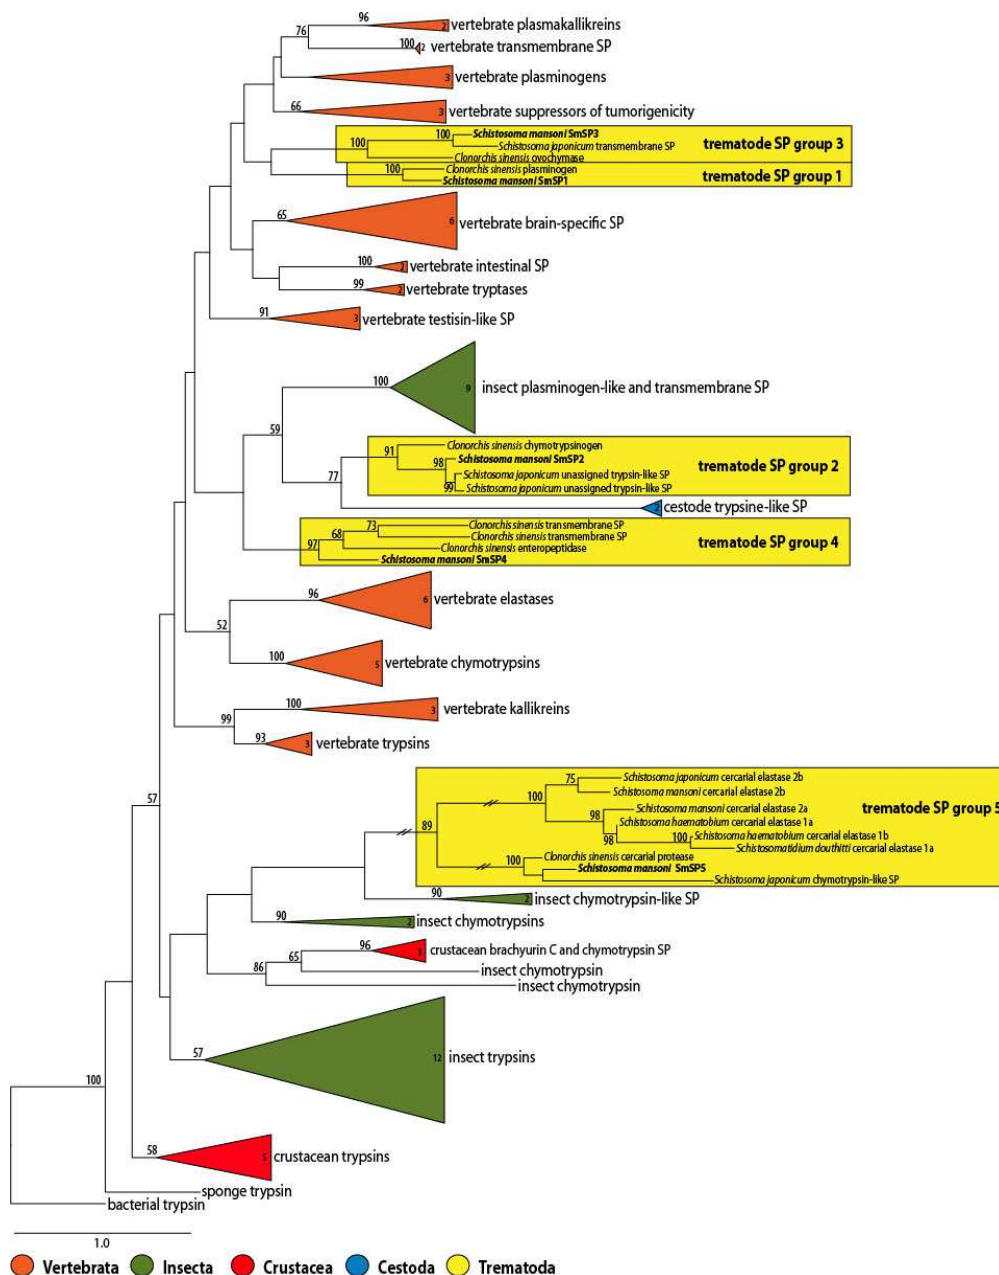 96
2
vertebrate plasmakallikreins
76
100
2
vertebrate transmembrane SP
3
vertebrate plasminogens
66
3
vertebrate suppressors of tumorigenicity
100
100
Schistosoma mansoni SmSP3
Schistosoma japonicum transmembrane SP
Clonorchis sinensis ovochymase
trematode SP group 3
100
Clonorchis sinensis plasminogen
Schistosoma mansoni SmSP1
trematode SP group 1
65
6
vertebrate brain-specific SP
100
2
vertebrate intestinal SP
99
2
vertebrate tryptases
91
3
vertebrate testisin-like SP
100
9
insect plasminogen-like and transmembrane SP
59
91
Clonorchis sinensis chymotrypsinogen
98
Schistosoma mansoni SmSP2
77
Schistosoma japonicum unassigned trypsin-like SP
99
Schistosoma japonicum unassigned trypsin-like SP
trematode SP group 2
2
cestode trypsine-like SP
73
Clonorchis sinensis transmembrane SP
68
Clonorchis sinensis transmembrane SP
97
Clonorchis sinensis enteropeptidase
Schistosoma mansoni SmSP4
trematode SP group 4
96
6
vertebrate elastases
52
100
5
vertebrate chymotrypsins
100
3
vertebrate kallikreins
99
93
3
vertebrate trypsins
57
75
Schistosoma japonicum cercarial elastase 2b
100
Schistosoma mansoni cercarial elastase 2b
98
Schistosoma mansoni cercarial elastase 2a
Schistosoma haematobium cercarial elastase 1a
98
100
Schistosoma haematobium cercarial elastase 1b
Schistosomatidium douthitti cercarial elastase 1a
89
100
Clonorchis sinensis cercarial protease
Schistosoma mansoni SmSP5
Schistosoma japonicum chymotrypsin-like SP
trematode SP group 5
90
2
insect chymotrypsin-like SP
90
2
insect chymotrypsins
96
3
crustacean brachyurin C and chymotrypsin SP
65
86
insect chymotrypsin
insect chymotrypsin
57
12
insect trypsins
100
58
5
crustacean trypsins
sponge trypsin
bacterial trypsin
1.0
Vertebrata Insecta Crustacea Cestoda Trematoda